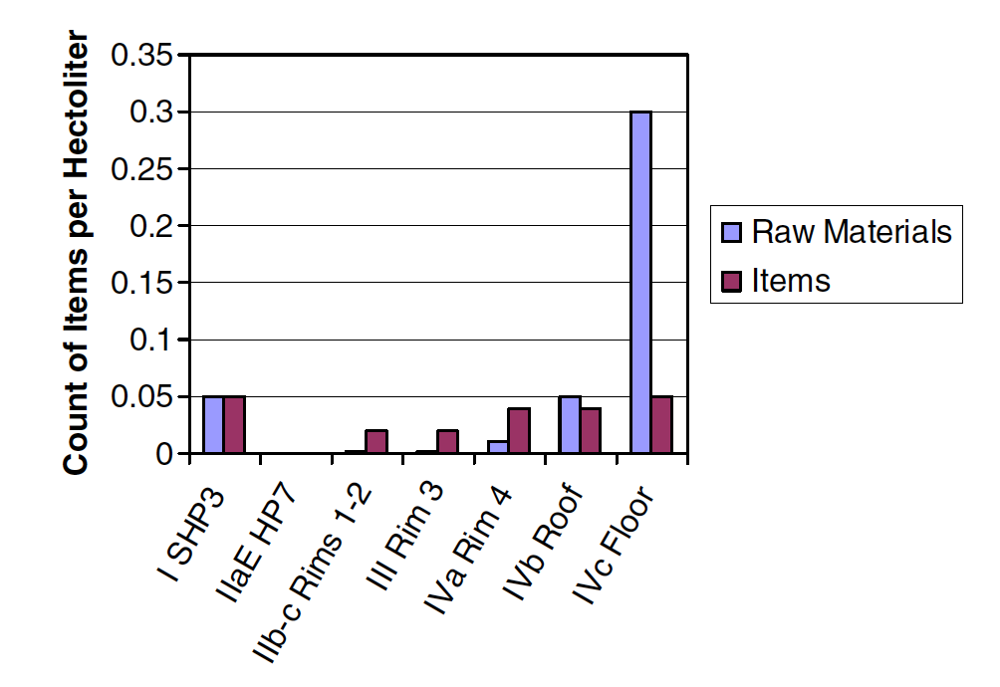 Count of Items per Hectoliter
0.35
0.3
0.25
0.2
0.15
0.1
0.05
0
I SHP3
IIaE HP7
IIb-c Rims 1-2
III Rim 3
IVa Rim 4
IVb Roof
IVc Floor
Raw Materials
Items